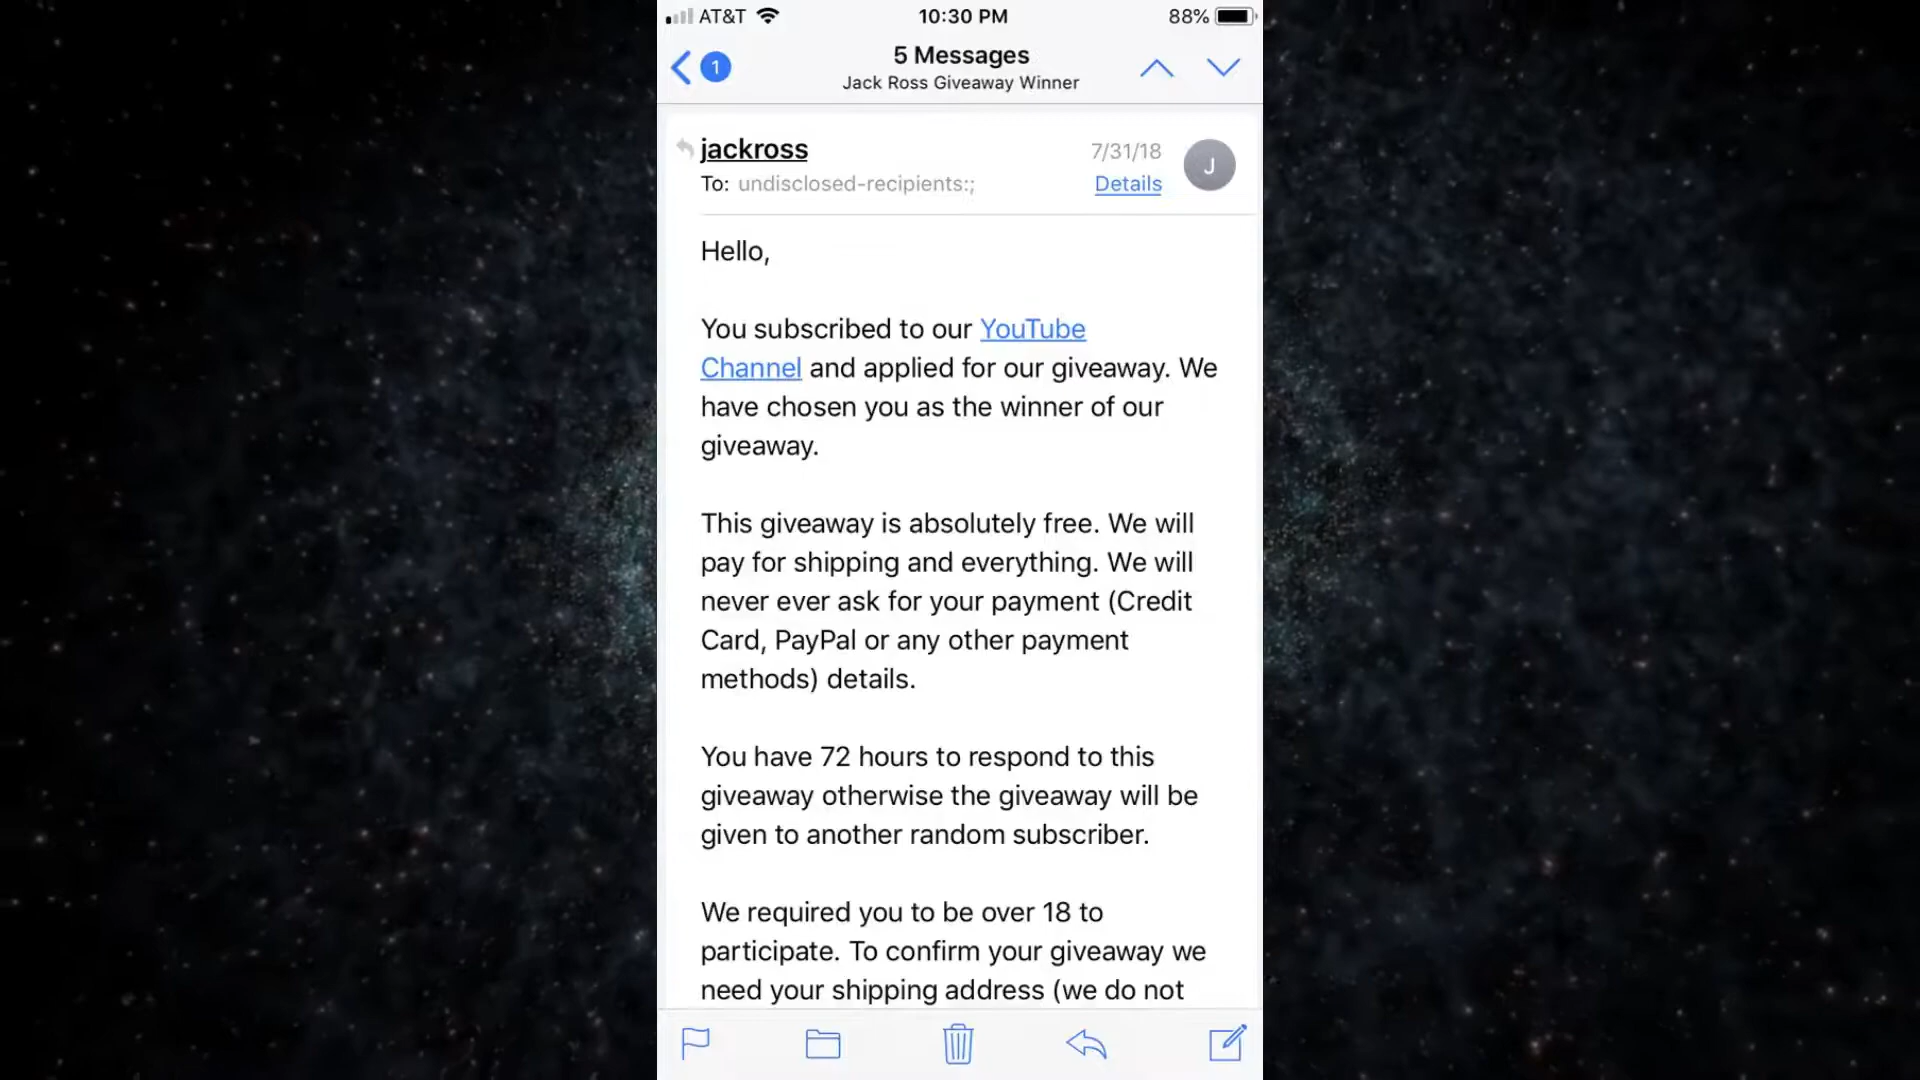 AT&T 10:30 PM 88%
1 5 Messages
Jack Ross Giveaway Winner
jackross 7/31/18 J
To: undisclosed-recipients:; Details
Hello,
You subscribed to our YouTube
Channel and applied for our giveaway. We
have chosen you as the winner of our
giveaway.
This giveaway is absolutely free. We will
pay for shipping and everything. We will
never ever ask for your payment (Credit
Card, PayPal or any other payment
methods) details.
You have 72 hours to respond to this
giveaway otherwise the giveaway will be
given to another random subscriber.
We required you to be over 18 to
participate. To confirm your giveaway we
need your shipping address (we do not